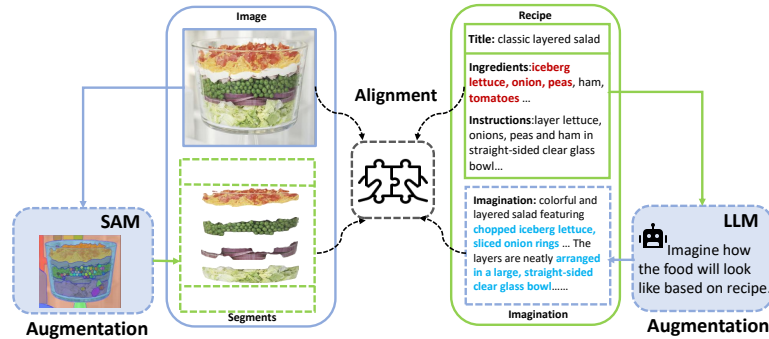 Image
Recipe
Title: classic layered salad
Ingredients:iceberg
lettuce, onion, peas, ham,
tomatoes ...
Instructions:layer lettuce,
onions, peas and ham in
straight-sided clear glass
bowl...
Alignment
SAM
Augmentation
Segments
Imagination: colorful and
layered salad featuring
chopped iceberg lettuce,
sliced onion rings ... The
layers are neatly arranged
in a large, straight-sided
clear glass bowl......
Imagination
LLM
Imagine how
the food will look
like based on recipe.
Augmentation